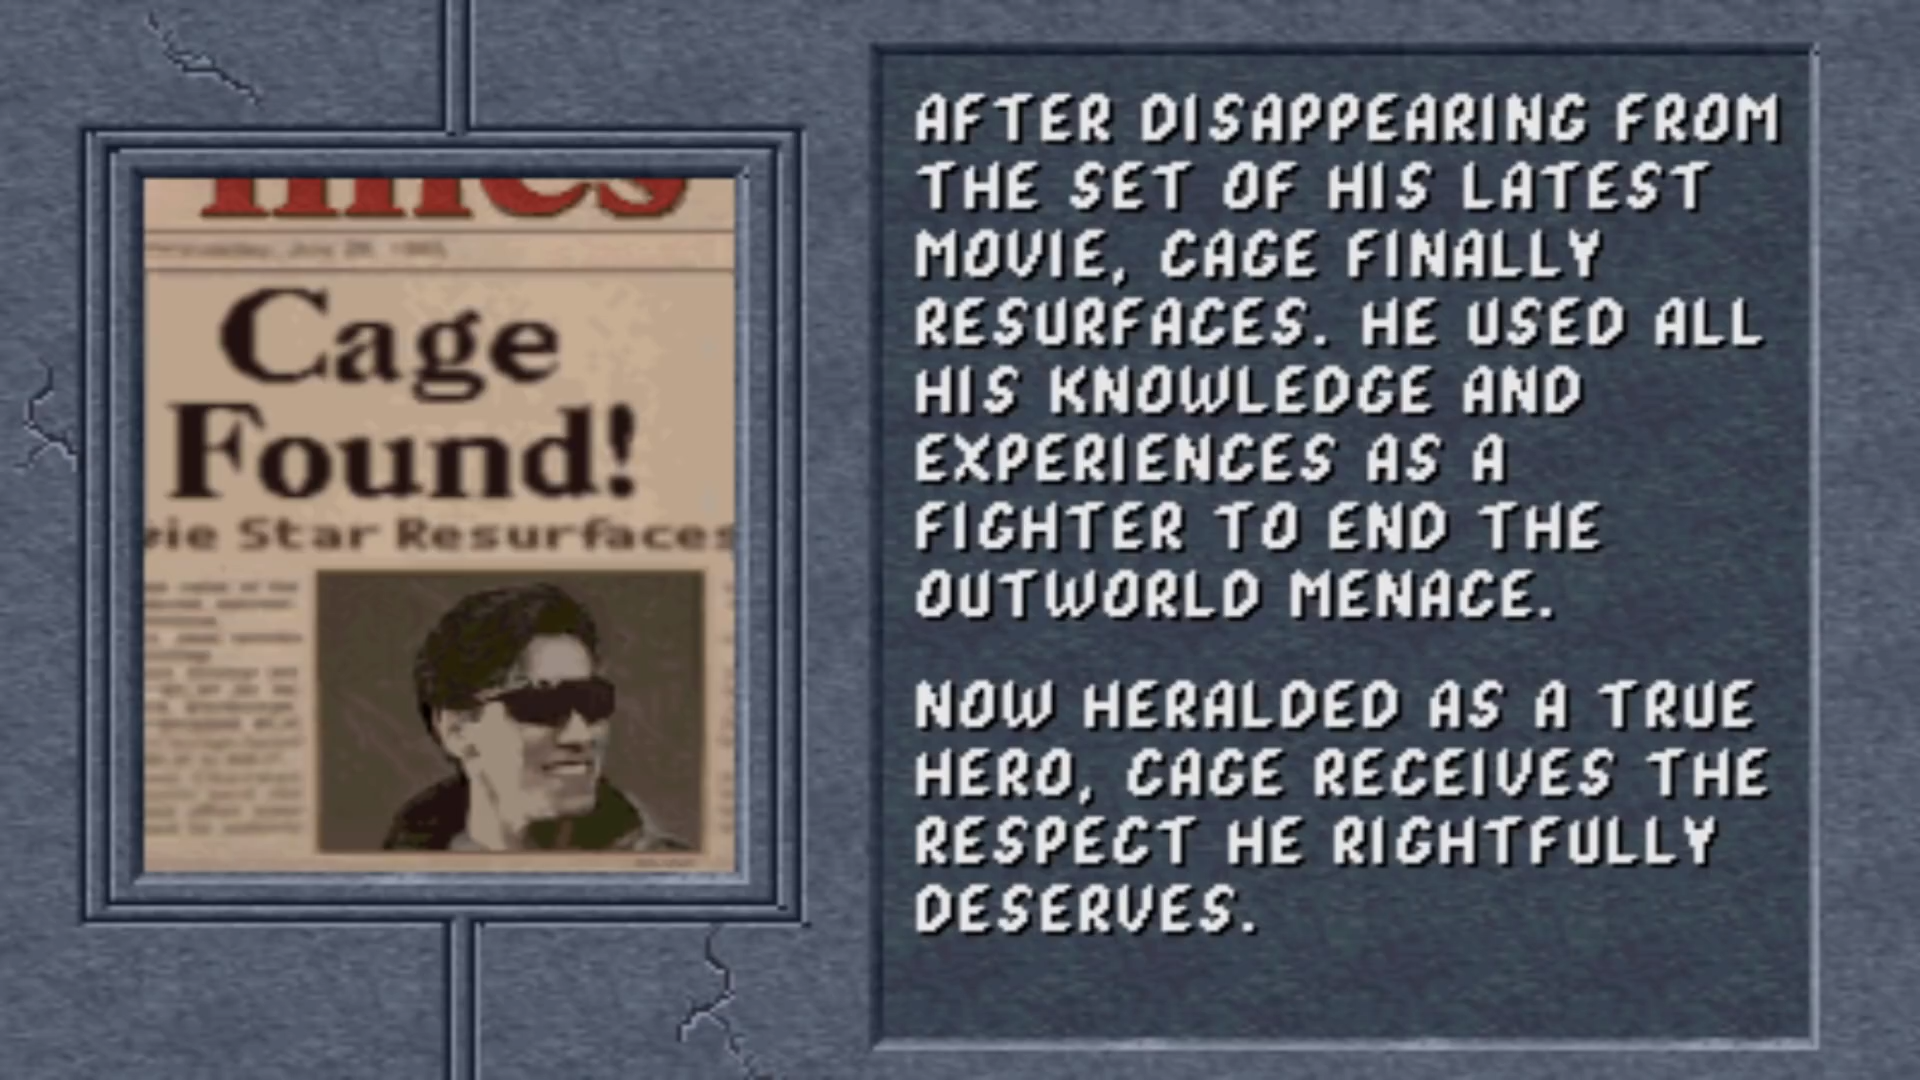 Cage
Found!
Star Resurfaces
AFTER DISAPPEARING FROM
THE SET OF HIS LATEST
MOVIE, CAGE FINALLY
RESURFACES. HE USED ALL
HIS KNOWLEDGE AND
EXPERIENCES AS A
FIGHTER TO END THE
OUTWORLD MENACE.
NOW HERALDED AS A TRUE
HERO, CAGE RECEIVES THE
RESPECT HE RIGHTFULLY
DESERVES.